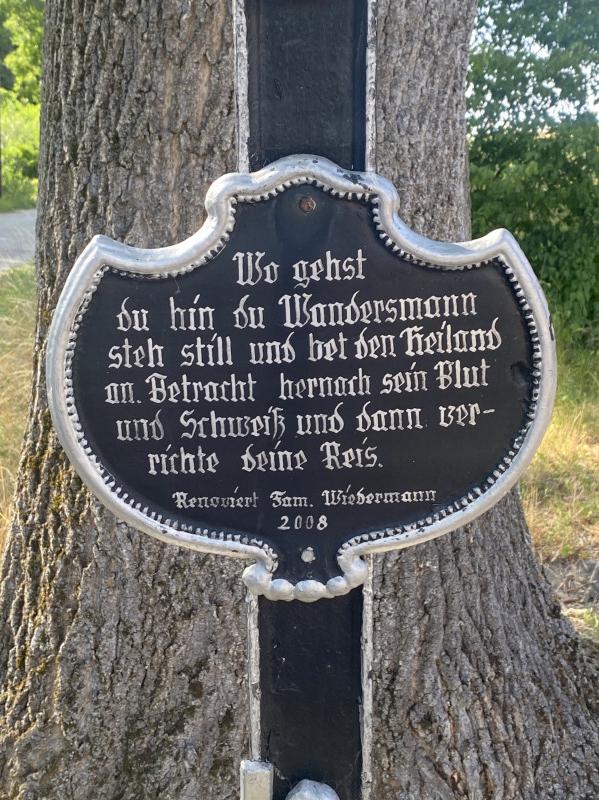 Wo gehst
du hin du Wandersmann
steh still und bet den Heiland
an. Betracht hernach sein Blut
und Schweiß und dann ver-
richte deine Reis.
Renoviert Fam. Wiebermann
2008